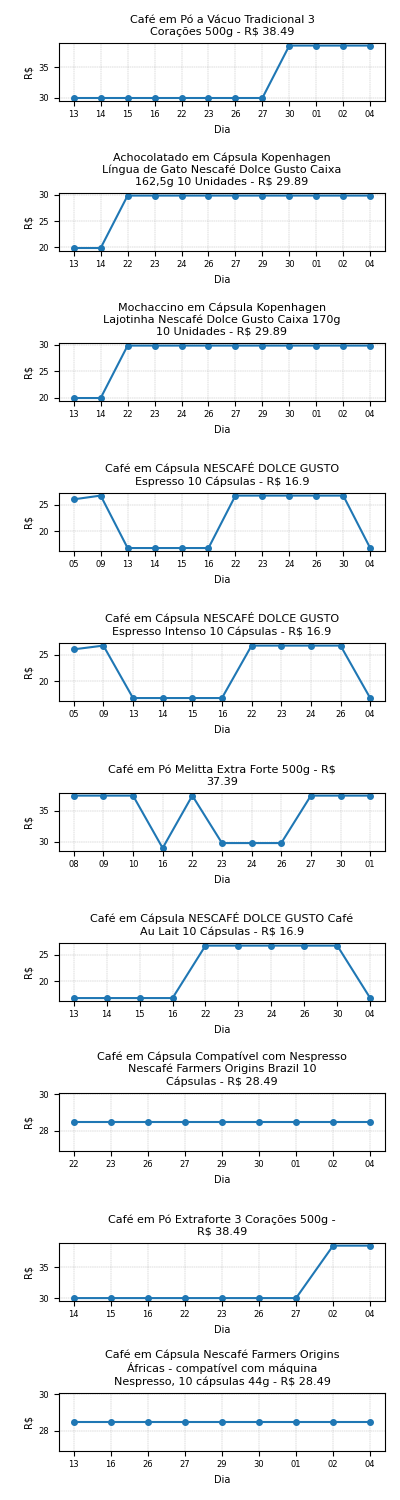 Café em Pó a Vácuo Tradicional 3
Corações 500g - R$ 38.49
35
30
R$
13 14 15 16 22 23 26 27 30 01 02 04
Dia
Achocolatado em Cápsula Kopenhagen
Língua de Gato Nescafé Dolce Gusto Caixa
162,5g 10 Unidades - R$ 29.89
30
25
20
R$
13 14 22 23 24 26 27 29 30 01 02 04
Dia
Mochaccino em Cápsula Kopenhagen
Lajotinha Nescafé Dolce Gusto Caixa 170g
10 Unidades - R$ 29.89
30
25
20
R$
13 14 22 23 24 26 27 29 30 01 02 04
Dia
Café em Cápsula NESCAFÉ DOLCE GUSTO
Espresso 10 Cápsulas - R$ 16.9
25
20
R$
05 09 13 14 15 16 22 23 24 26 30 04
Dia
Café em Cápsula NESCAFÉ DOLCE GUSTO
Espresso Intenso 10 Cápsulas - R$ 16.9
25
20
R$
05 09 13 14 15 16 22 23 24 26 04
Dia
Café em Pó Melitta Extra Forte 500g - R$
37.39
35
30
R$
08 09 10 16 22 23 24 26 27 30 01
Dia
Café em Cápsula NESCAFÉ DOLCE GUSTO Café
Au Lait 10 Cápsulas - R$ 16.9
25
20
R$
13 14 15 16 22 23 24 26 30 04
Dia
Café em Cápsula Compatível com Nespresso
Nescafé Farmers Origins Brazil 10
Cápsulas - R$ 28.49
30
28
R$
22 23 26 27 29 30 01 02 04
Dia
Café em Pó Extraforte 3 Corações 500g -
R$ 38.49
35
30
R$
14 15 16 22 23 26 27 02 04
Dia
Café em Cápsula Nescafé Farmers Origins
Áfricas - compatível com máquina
Nespresso, 10 cápsulas 44g - R$ 28.49
30
28
R$
13 16 26 27 29 30 01 02 04
Dia